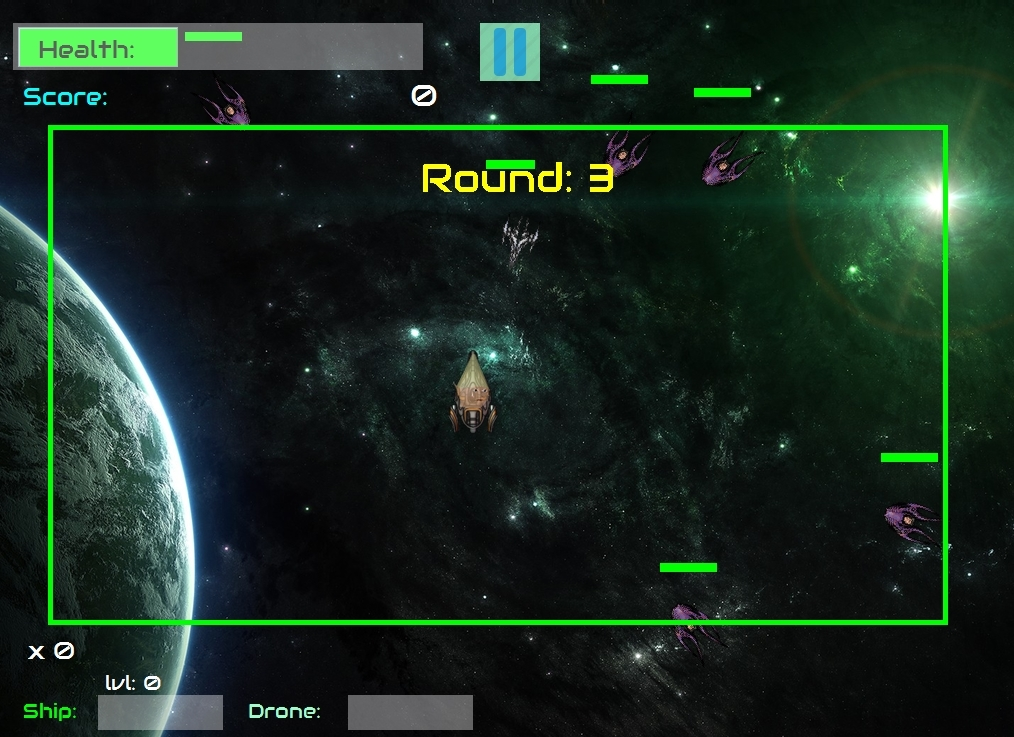 Health:
Score: 0
Round: 3
x 0
lvl: 0
Ship: Drone: